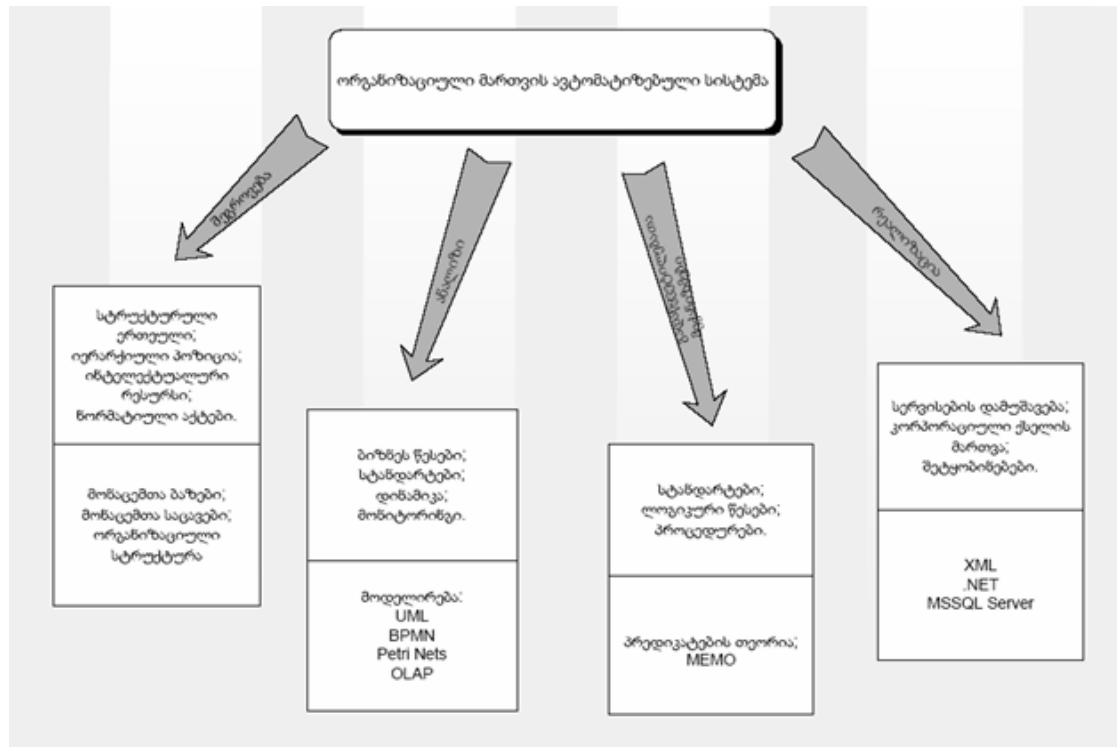 ორგანიზაციული მართვის ავტომატიზებული სისტემა
შეგროვება
ანალიზი
რეალიზაცია
სტრუქტურული
ერთეული;
იერარქიული პოზიცია;
ინტელექტუალური
რესურსი;
ნორმატიული აქტები.
მონაცემთა ბაზები;
მონაცემთა საცავები;
ორგანიზაციული
სტრუქტურა
ბიზნეს წესები;
სტანდარტები;
დინამიკა;
მონიტორინგი.
მოდელირება:
UML
BPMN
Petri Nets
OLAP
სტანდარტები;
ლოგიკური წესები;
პროცედურები.
პრედიკატების თეორია;
MEMO
სერვისების დამუშავება;
კორპორაციული ქსელის
მართვა;
შეტყობინებები.
XML
.NET
MSSQL Server